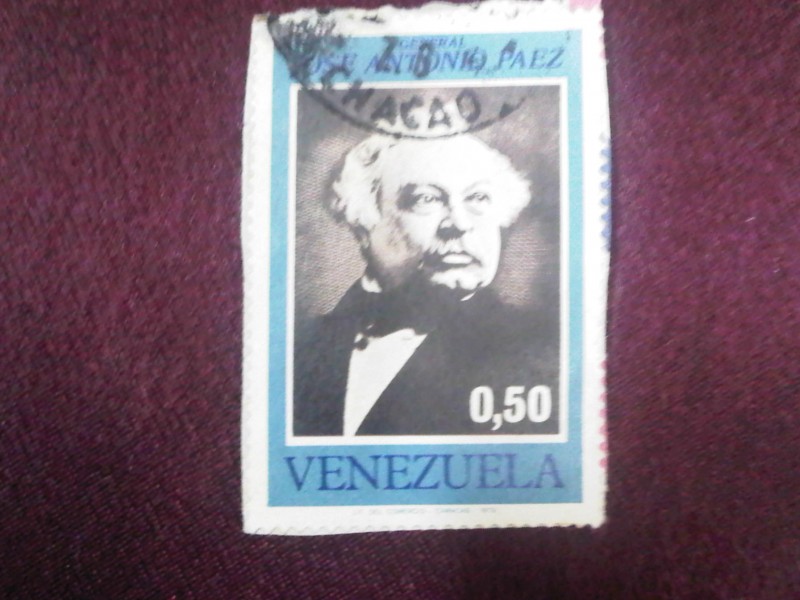 GENERAL
JOSE ANTONIO PAEZ
CHACAO
0,50
VENEZUELA